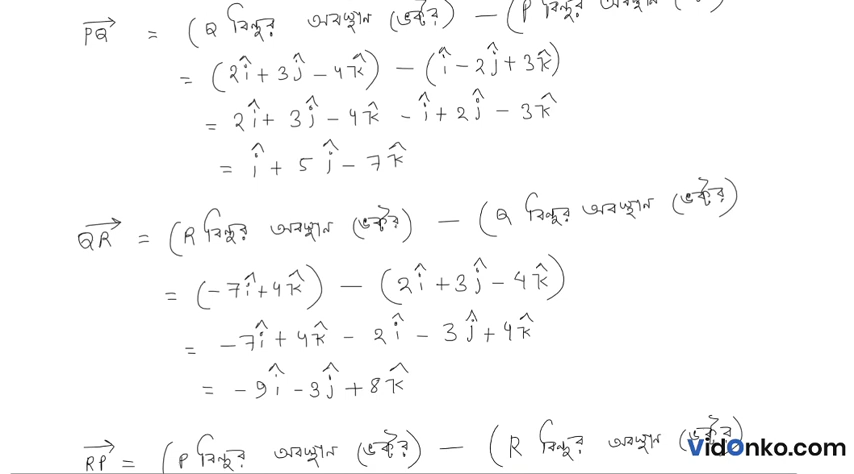 PQ⃗ = (Q বিন্দুর অবস্থান ভেক্টর) − (P বিন্দুর অবস্থান
= (2î + 3ĵ − 4k̂) − (î − 2ĵ + 3k̂)
= 2î + 3ĵ − 4k̂ − î + 2ĵ − 3k̂
= î + 5ĵ − 7k̂
QR⃗ = (R বিন্দুর অবস্থান ভেক্টর) − (Q বিন্দুর অবস্থান ভেক্টর)
= (−7î + 4k̂) − (2î + 3ĵ − 4k̂)
= −7î + 4k̂ − 2î − 3ĵ + 4k̂
= −9î − 3ĵ + 8k̂
RP⃗ = (P বিন্দুর অবস্থান ভেক্টর) − (R বিন্দুর অবস্থান ভেক্টর)
VidOnko.com